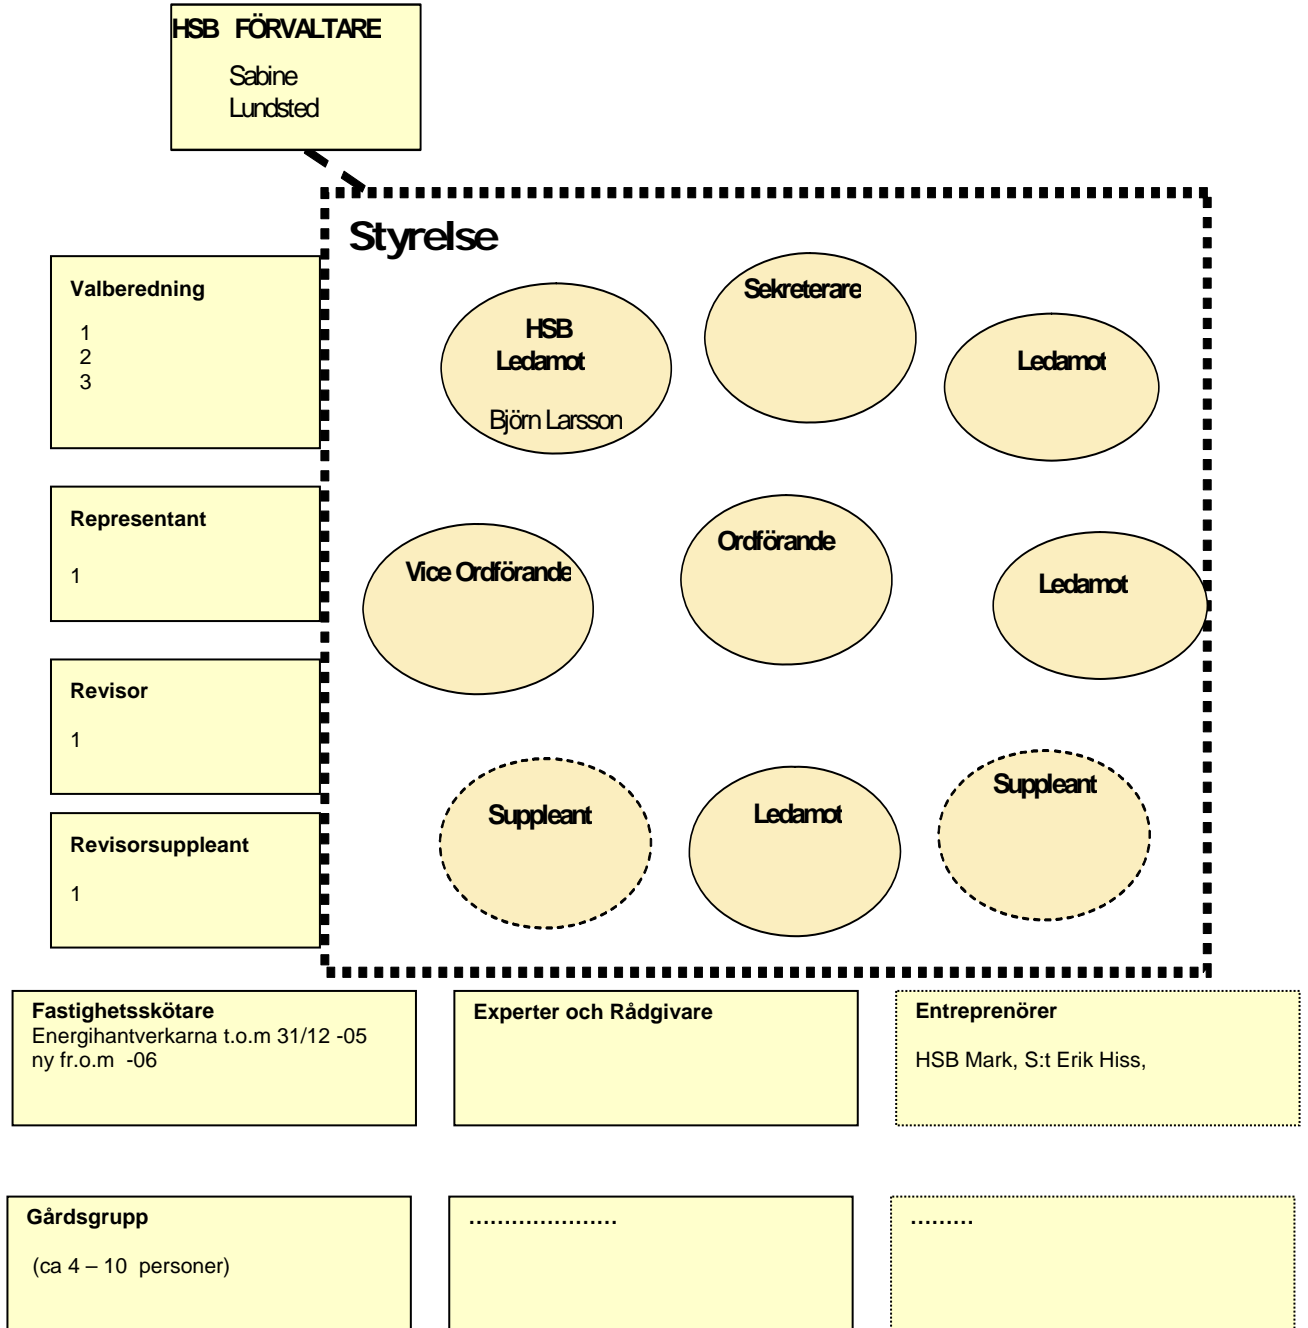 HSB FÖRVALTARE
Sabine
Lundsted
Styrelse
Valberedning
1
2
3
HSB
Ledamot
Björn Larsson
Sekreterare
Ledamot
Representant
1
Vice Ordförande
Ordförande
Ledamot
Revisor
1
Revisorsuppleant
1
Suppleant
Ledamot
Suppleant
Fastighetsskötare
Energihantverkarna t.o.m 31/12 -05
ny fr.o.m -06
Experter och Rådgivare
Entreprenörer
HSB Mark, S:t Erik Hiss,
Gårdsgrupp
(ca 4 – 10 personer)
.....................
.........